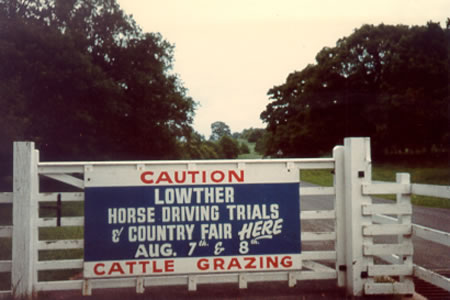 CAUTION
LOWTHER
HORSE DRIVING TRIALS
& COUNTRY FAIR HERE
AUG. 7th & 8th.
CATTLE GRAZING